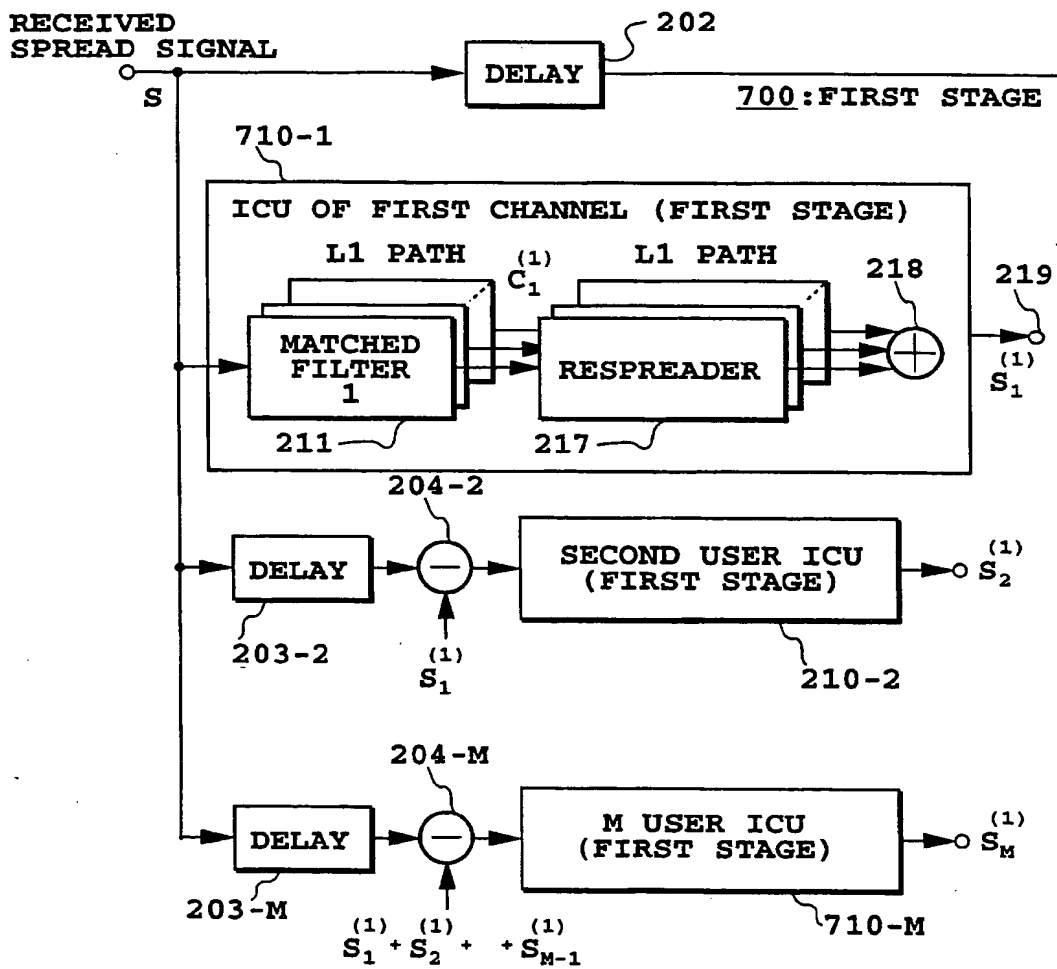 RECEIVED
SPREAD SIGNAL
202
DELAY
S
700:FIRST STAGE
710-1
ICU OF FIRST CHANNEL (FIRST STAGE)
L1 PATH
C₁⁽¹⁾
L1 PATH
218
219
MATCHED
FILTER
1
RESPREADER
S₁⁽¹⁾
211
217
204-2
DELAY
SECOND USER ICU
(FIRST STAGE)
S₂⁽¹⁾
203-2
S₁⁽¹⁾
210-2
204-M
DELAY
M USER ICU
(FIRST STAGE)
S_M⁽¹⁾
203-M
710-M
S₁⁽¹⁾ + S₂⁽¹⁾ + + S_{M-1}⁽¹⁾